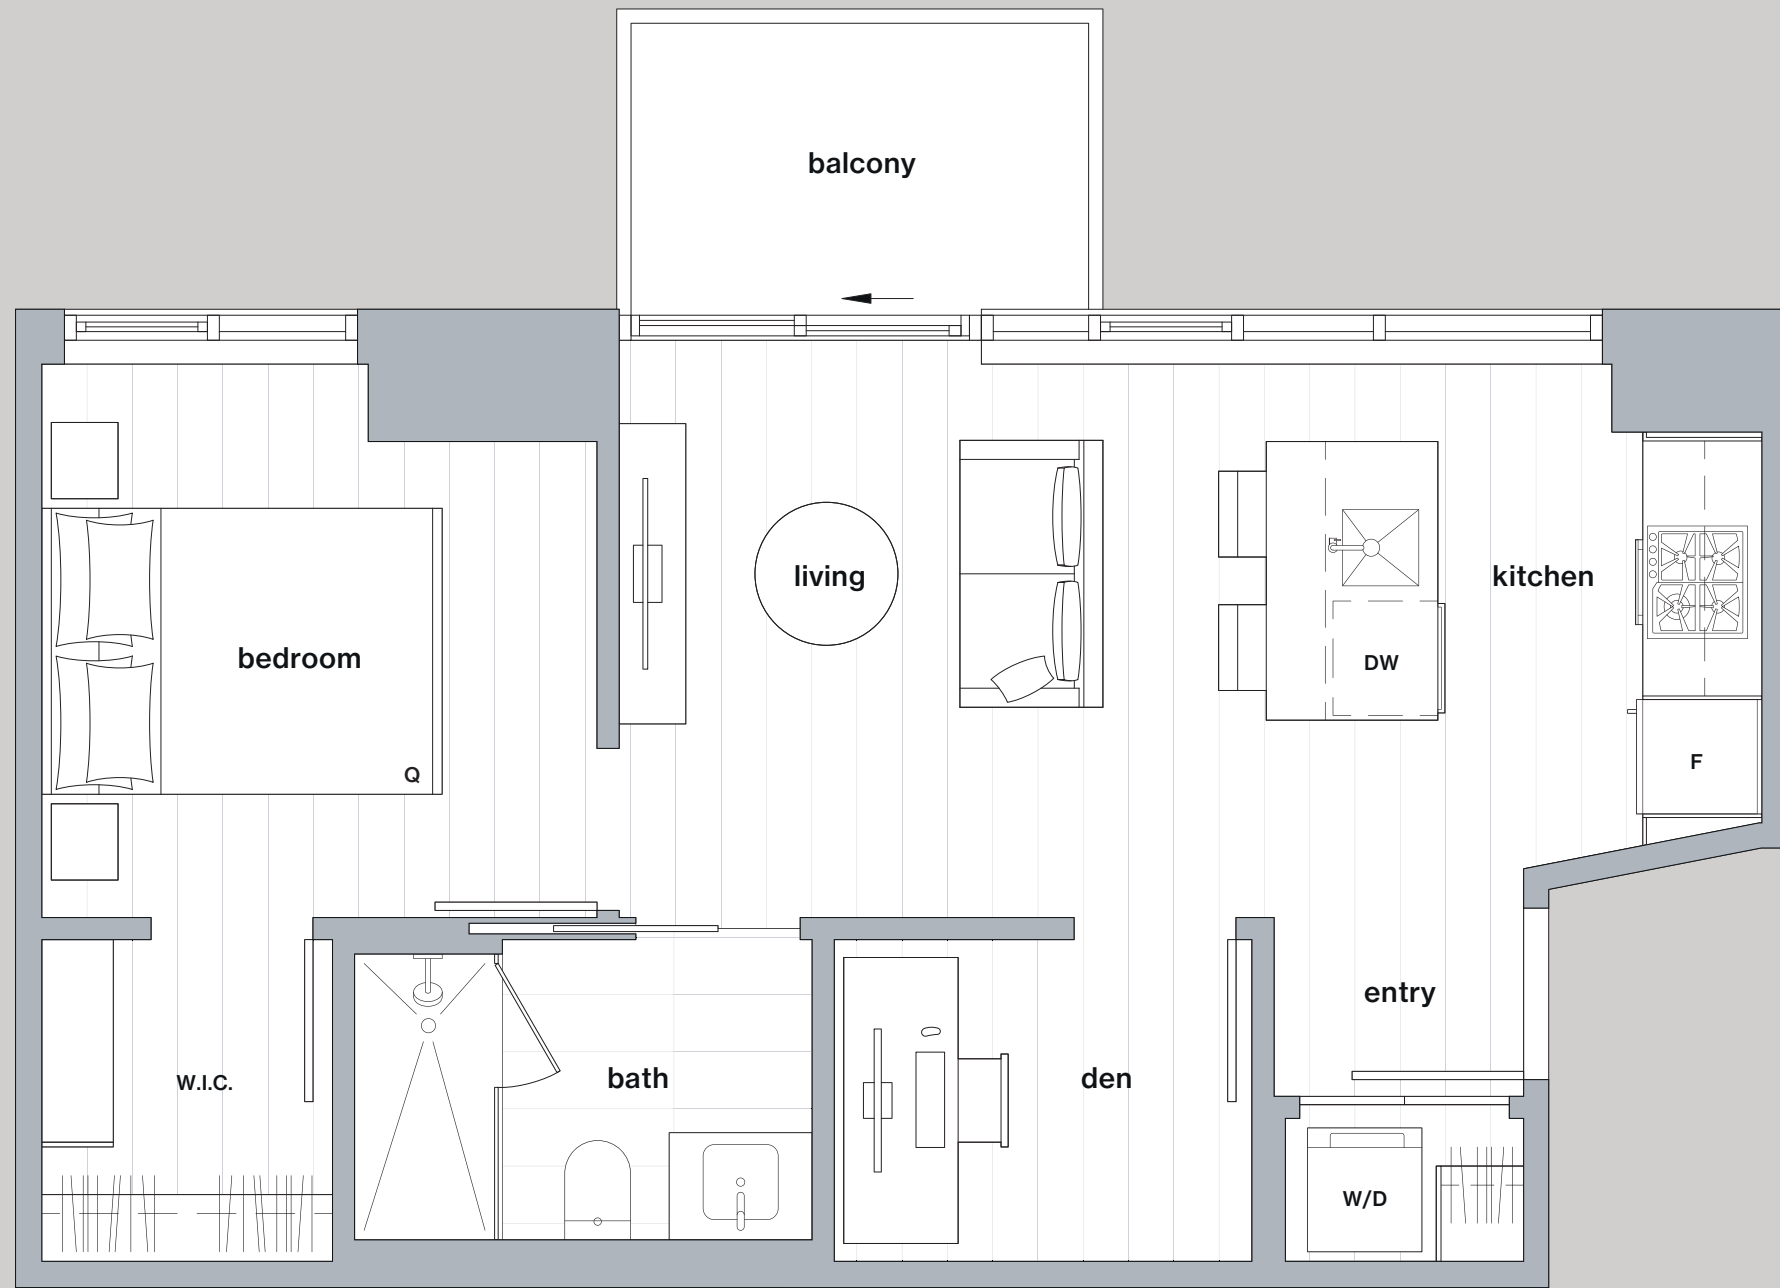 balcony
living
kitchen
bedroom
DW
Q
F
entry
W.I.C.
bath
den
W/D